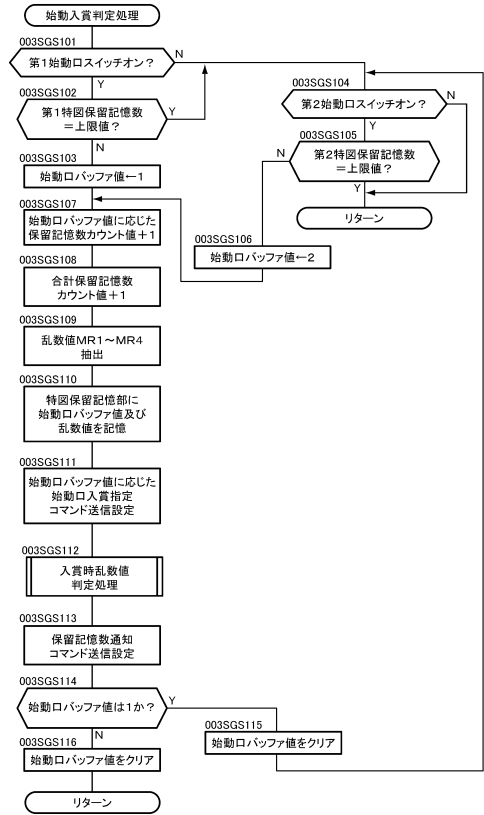 始動入賞判定処理
003SGS101
第1始動口スイッチオン？
N
Y
003SGS102
第1特図保留記憶数
＝上限値？
Y
N
003SGS103
始動口バッファ値←1
003SGS104
第2始動口スイッチオン？
N
Y
003SGS105
第2特図保留記憶数
＝上限値？
N
Y
リターン
003SGS106
始動口バッファ値←2
003SGS107
始動口バッファ値に応じた
保留記憶数カウント値＋1
003SGS108
合計保留記憶数
カウント値＋1
003SGS109
乱数値MR1～MR4
抽出
003SGS110
特図保留記憶部に
始動口バッファ値及び
乱数値を記憶
003SGS111
始動口バッファ値に応じた
始動口入賞指定
コマンド送信設定
003SGS112
入賞時乱数値
判定処理
003SGS113
保留記憶数通知
コマンド送信設定
003SGS114
始動口バッファ値は1か？
Y
N
003SGS115
始動口バッファ値をクリア
003SGS116
始動口バッファ値をクリア
リターン